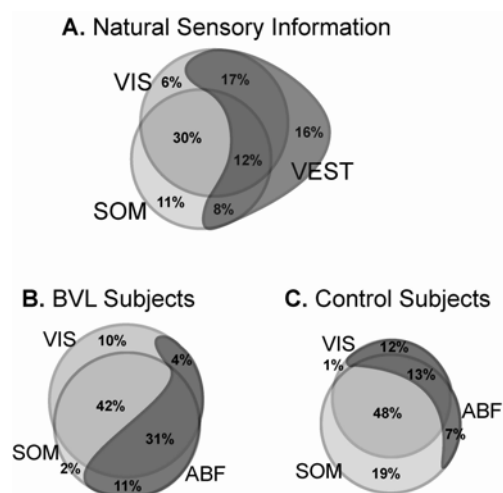 A. Natural Sensory Information
VIS
6%
17%
30%
16%
12%
VEST
SOM
11%
8%
B. BVL Subjects
VIS
10%
4%
42%
31%
SOM
2%
11%
ABF
C. Control Subjects
VIS
12%
1%
13%
ABF
48%
7%
SOM
19%